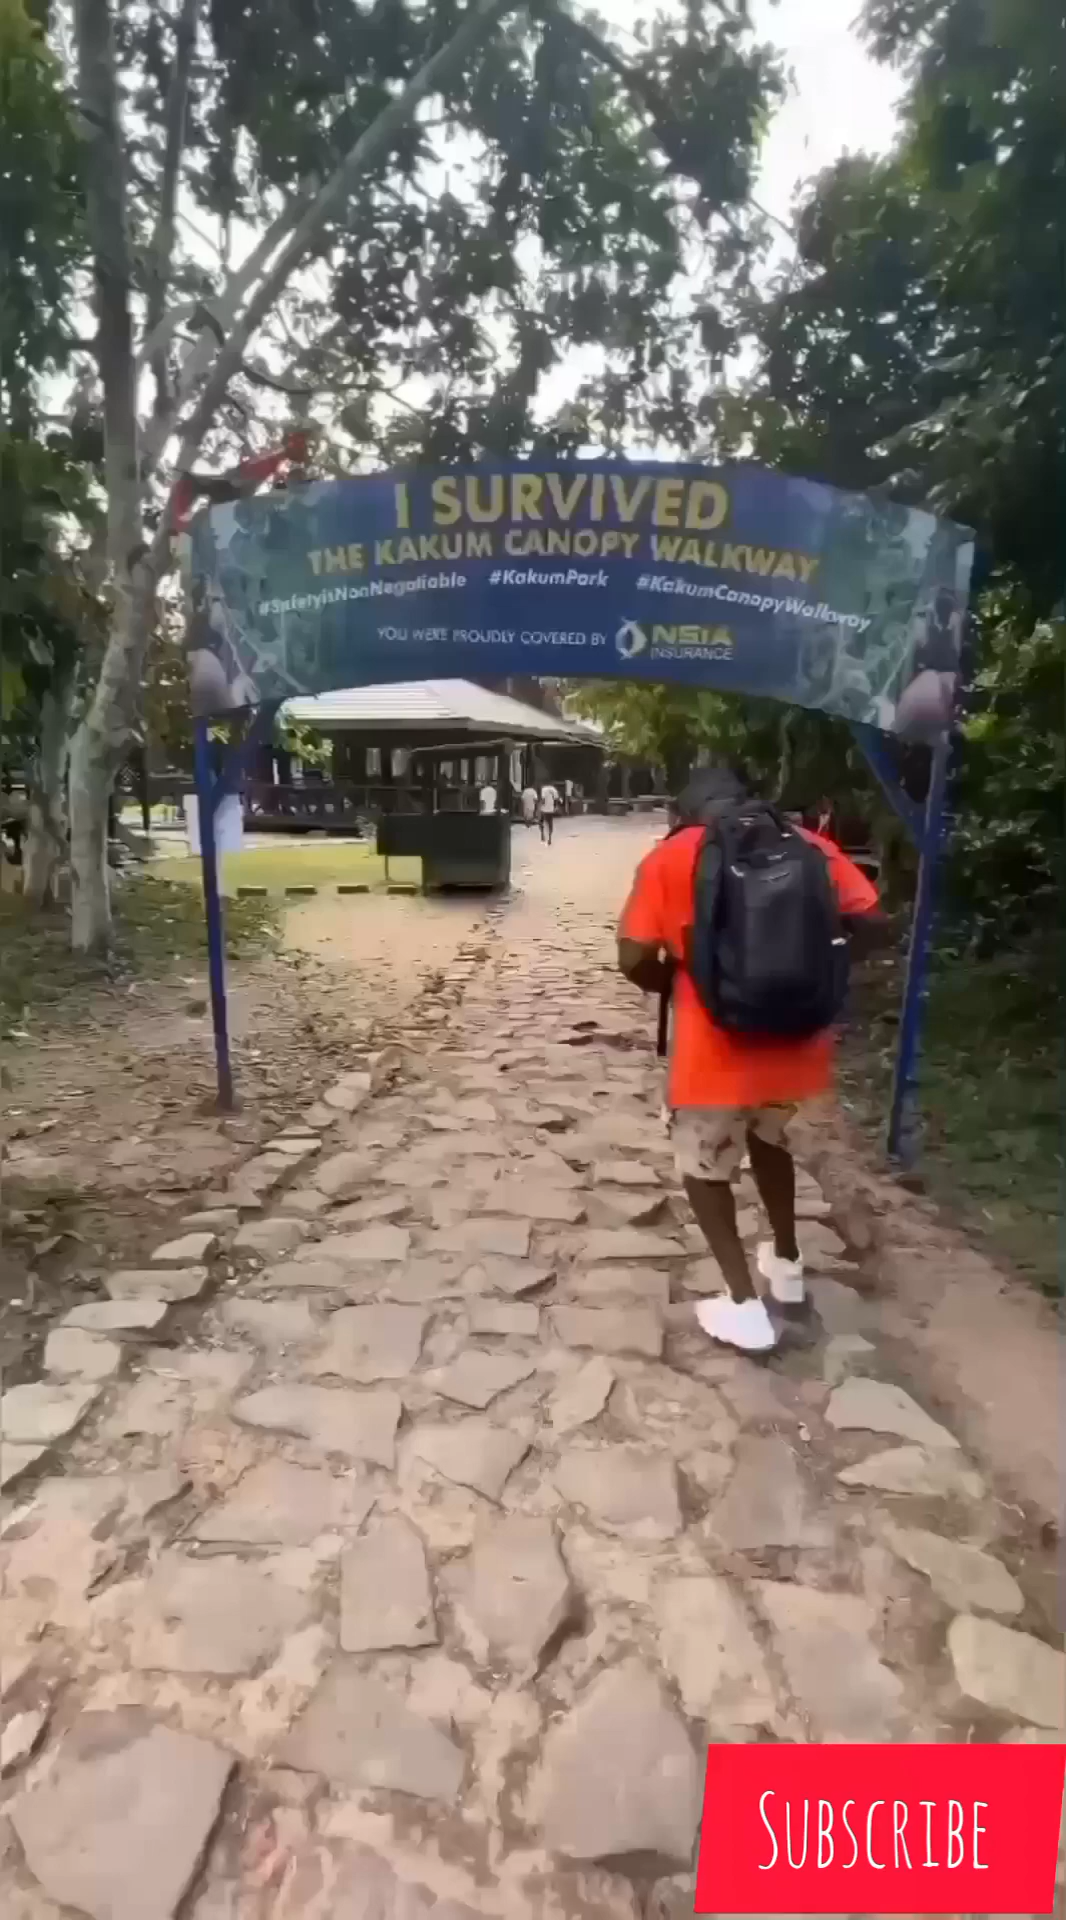 I SURVIVED
THE KAKUM CANOPY WALKWAY
#SafetyisNonNegotiable #KakumPark #KakumCanopyWalkway
YOU WERE PROUDLY COVERED BY NSIA
INSURANCE
SUBSCRIBE